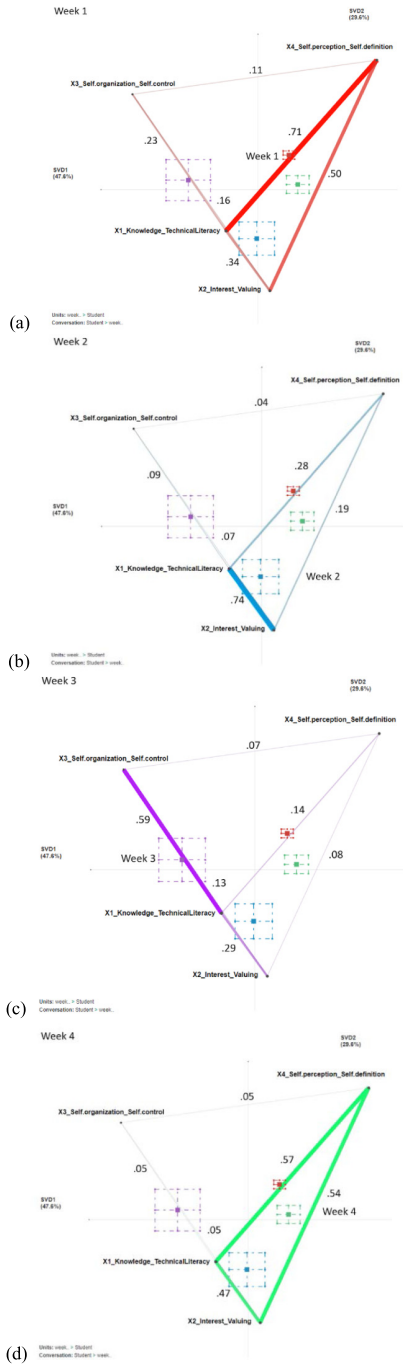 Week 1
SVD2
(29.6%)
X4_Self.perception_Self.definition
.11
X3_Self.organization_Self.control
.23
.71
Week 1
SVD1
(47.6%)
.50
.16
X1_Knowledge_TechnicalLiteracy
.34
X2_Interest_Valuing
(a)
Units: week.. > Student
Conversation: Student > week..
Week 2
SVD2
(29.6%)
X4_Self.perception_Self.definition
.04
X3_Self.organization_Self.control
.09
.28
SVD1
(47.6%)
.19
.07
X1_Knowledge_TechnicalLiteracy
Week 2
.74
X2_Interest_Valuing
(b)
Units: week.. > Student
Conversation: Student > week..
Week 3
SVD2
(29.6%)
X4_Self.perception_Self.definition
.07
X3_Self.organization_Self.control
.59
.14
SVD1
(47.6%)
Week 3
.08
.13
X1_Knowledge_TechnicalLiteracy
.29
X2_Interest_Valuing
(c)
Units: week.. > Student
Conversation: Student > week..
Week 4
SVD2
(29.6%)
X4_Self.perception_Self.definition
.05
X3_Self.organization_Self.control
.05
.57
.54
SVD1
(47.6%)
Week 4
.05
X1_Knowledge_TechnicalLiteracy
.47
X2_Interest_Valuing
(d)
Units: week.. > Student
Conversation: Student > week..